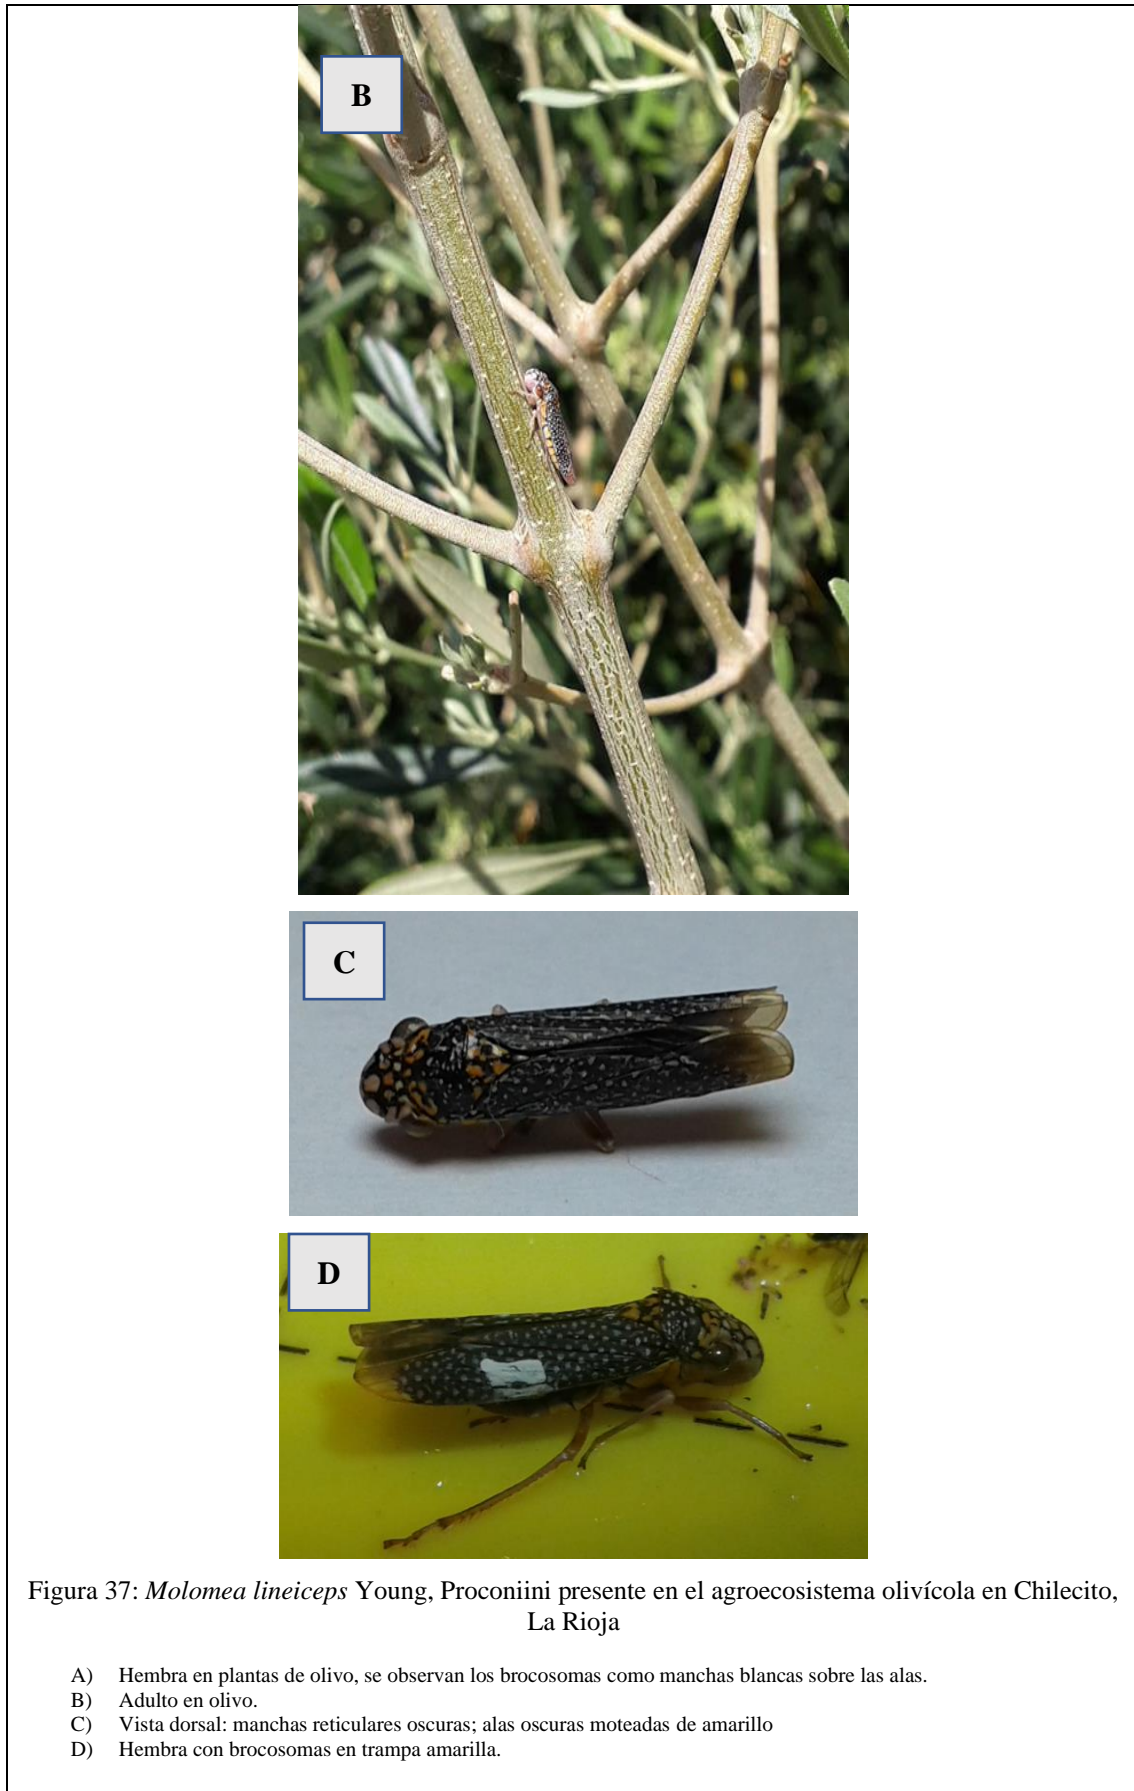 B
C
D
Figura 37: Molomea lineiceps Young, Proconiini presente en el agroecosistema olivícola en Chilecito,
La Rioja
A) Hembra en plantas de olivo, se observan los brocosomas como manchas blancas sobre las alas.
B) Adulto en olivo.
C) Vista dorsal: manchas reticulares oscuras; alas oscuras moteadas de amarillo
D) Hembra con brocosomas en trampa amarilla.